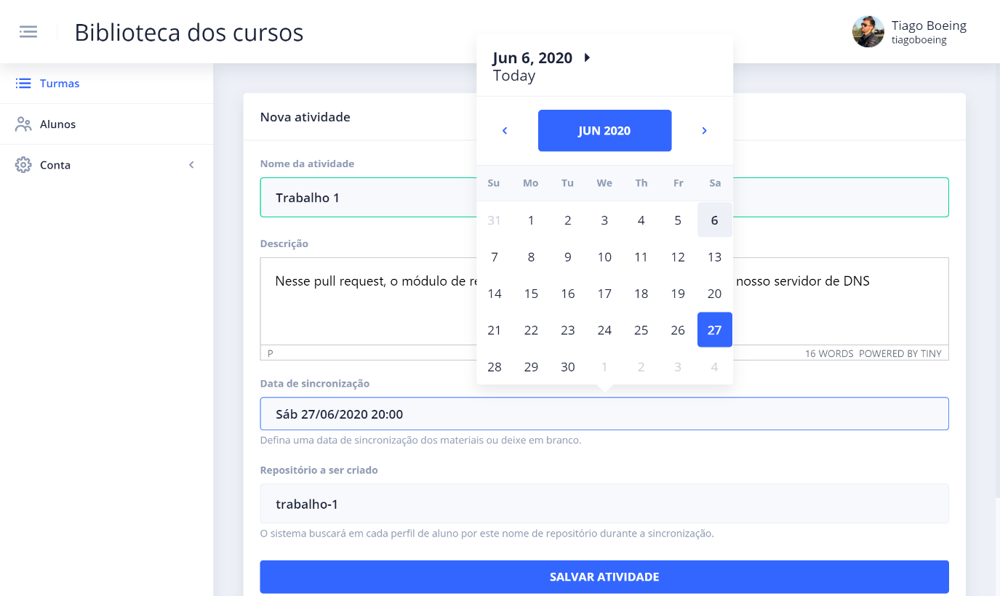 Biblioteca dos cursos
Tiago Boeing
tiagoboeing
Turmas
Alunos
Conta
Nova atividade
Nome da atividade
Trabalho 1
Descrição
Nesse pull request, o módulo de nosso servidor de DNS
P
16 WORDS POWERED BY TINY
Jun 6, 2020
Today
JUN 2020
Su Mo Tu We Th Fr Sa
31 1 2 3 4 5 6
7 8 9 10 11 12 13
14 15 16 17 18 19 20
21 22 23 24 25 26 27
28 29 30 1 2 3 4
Data de sincronização
Sáb 27/06/2020 20:00
Defina uma data de sincronização dos materiais ou deixe em branco.
Repositório a ser criado
trabalho-1
O sistema buscará em cada perfil de aluno por este nome de repositório durante a sincronização.
SALVAR ATIVIDADE